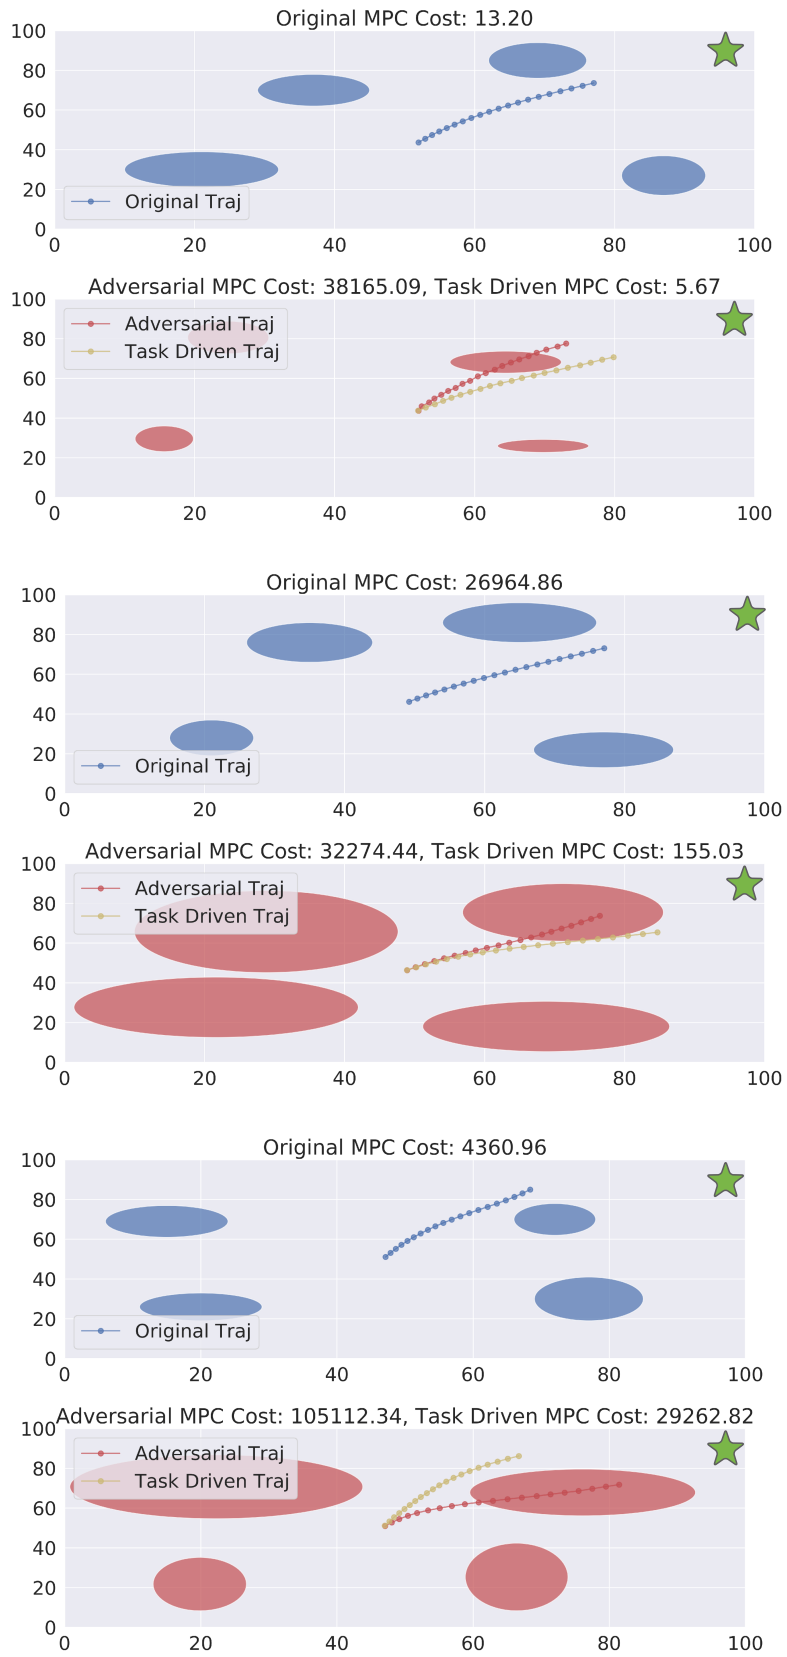 Original MPC Cost: 13.20
100
80
60
40
20
0
Original Traj
0 20 40 60 80 100
Adversarial MPC Cost: 38165.09, Task Driven MPC Cost: 5.67
100
80
60
40
20
0
Adversarial Traj
Task Driven Traj
0 20 40 60 80 100
Original MPC Cost: 26964.86
100
80
60
40
20
0
Original Traj
0 20 40 60 80 100
Adversarial MPC Cost: 32274.44, Task Driven MPC Cost: 155.03
100
80
60
40
20
0
Adversarial Traj
Task Driven Traj
0 20 40 60 80 100
Original MPC Cost: 4360.96
100
80
60
40
20
0
Original Traj
0 20 40 60 80 100
Adversarial MPC Cost: 105112.34, Task Driven MPC Cost: 29262.82
100
80
60
40
20
0
Adversarial Traj
Task Driven Traj
0 20 40 60 80 100